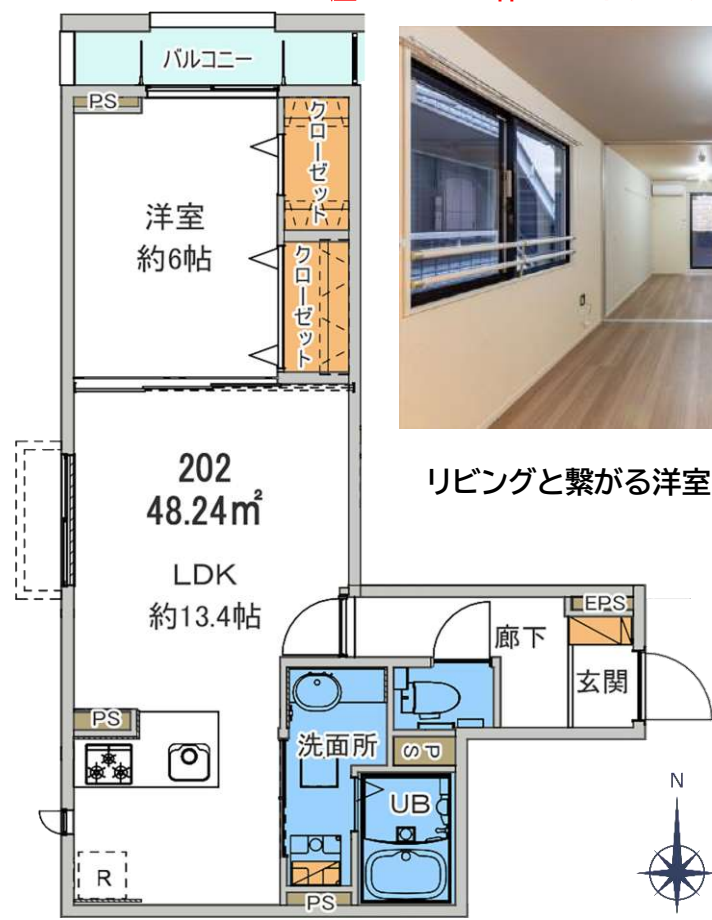 バルコニー
PS
クローゼット
洋室
約6帖
クローゼット
202
48.24㎡
リビングと繋がる洋室
LDK
約13.4帖
EPS
廊下
玄関
PS
洗面所
PS
UB
N
R
PS